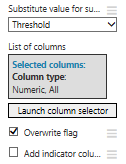 Substitute value for su...
Threshold
List of columns
Selected columns:
Column type:
Numeric, All
Launch column selector
Overwrite flag
Add indicator colu...